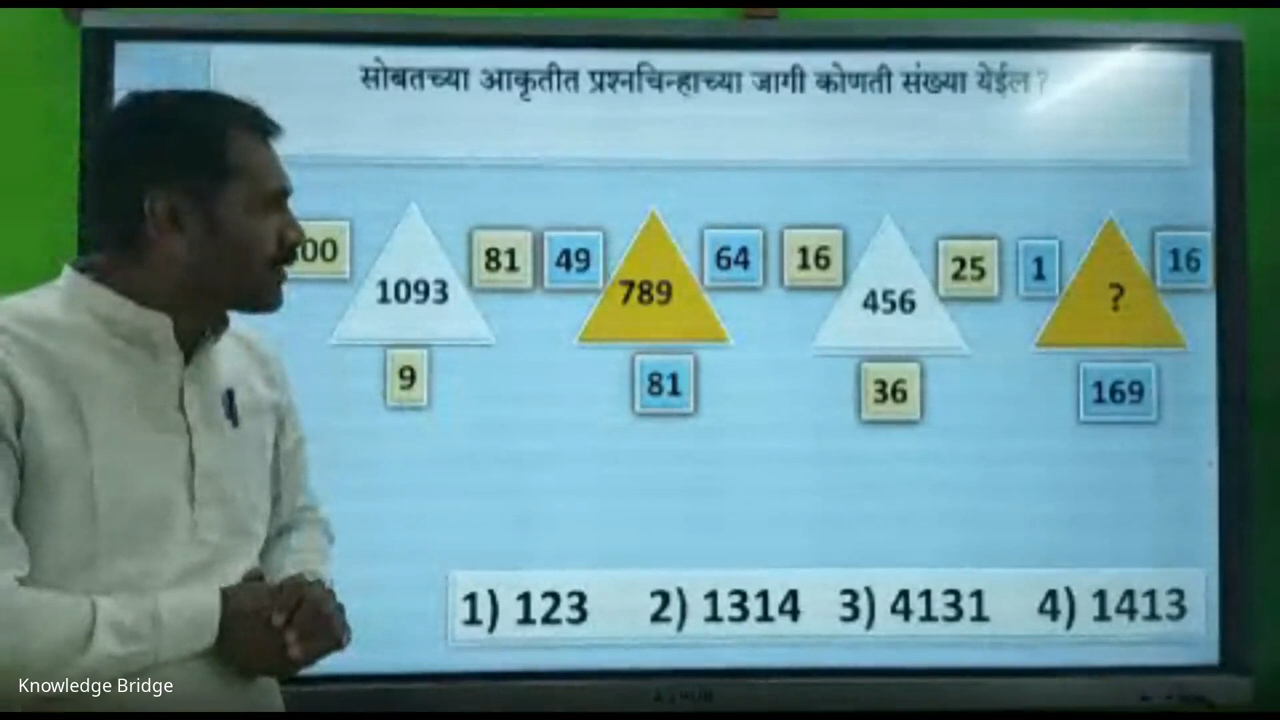 सोबतच्या आकृतीत प्रश्नचिन्हाच्या जागी कोणती संख्या येईल ?
1093 81 49 789 64 16 456 25 1 ? 16
9 81 36 169
1) 123 2) 1314 3) 4131 4) 1413
Knowledge Bridge